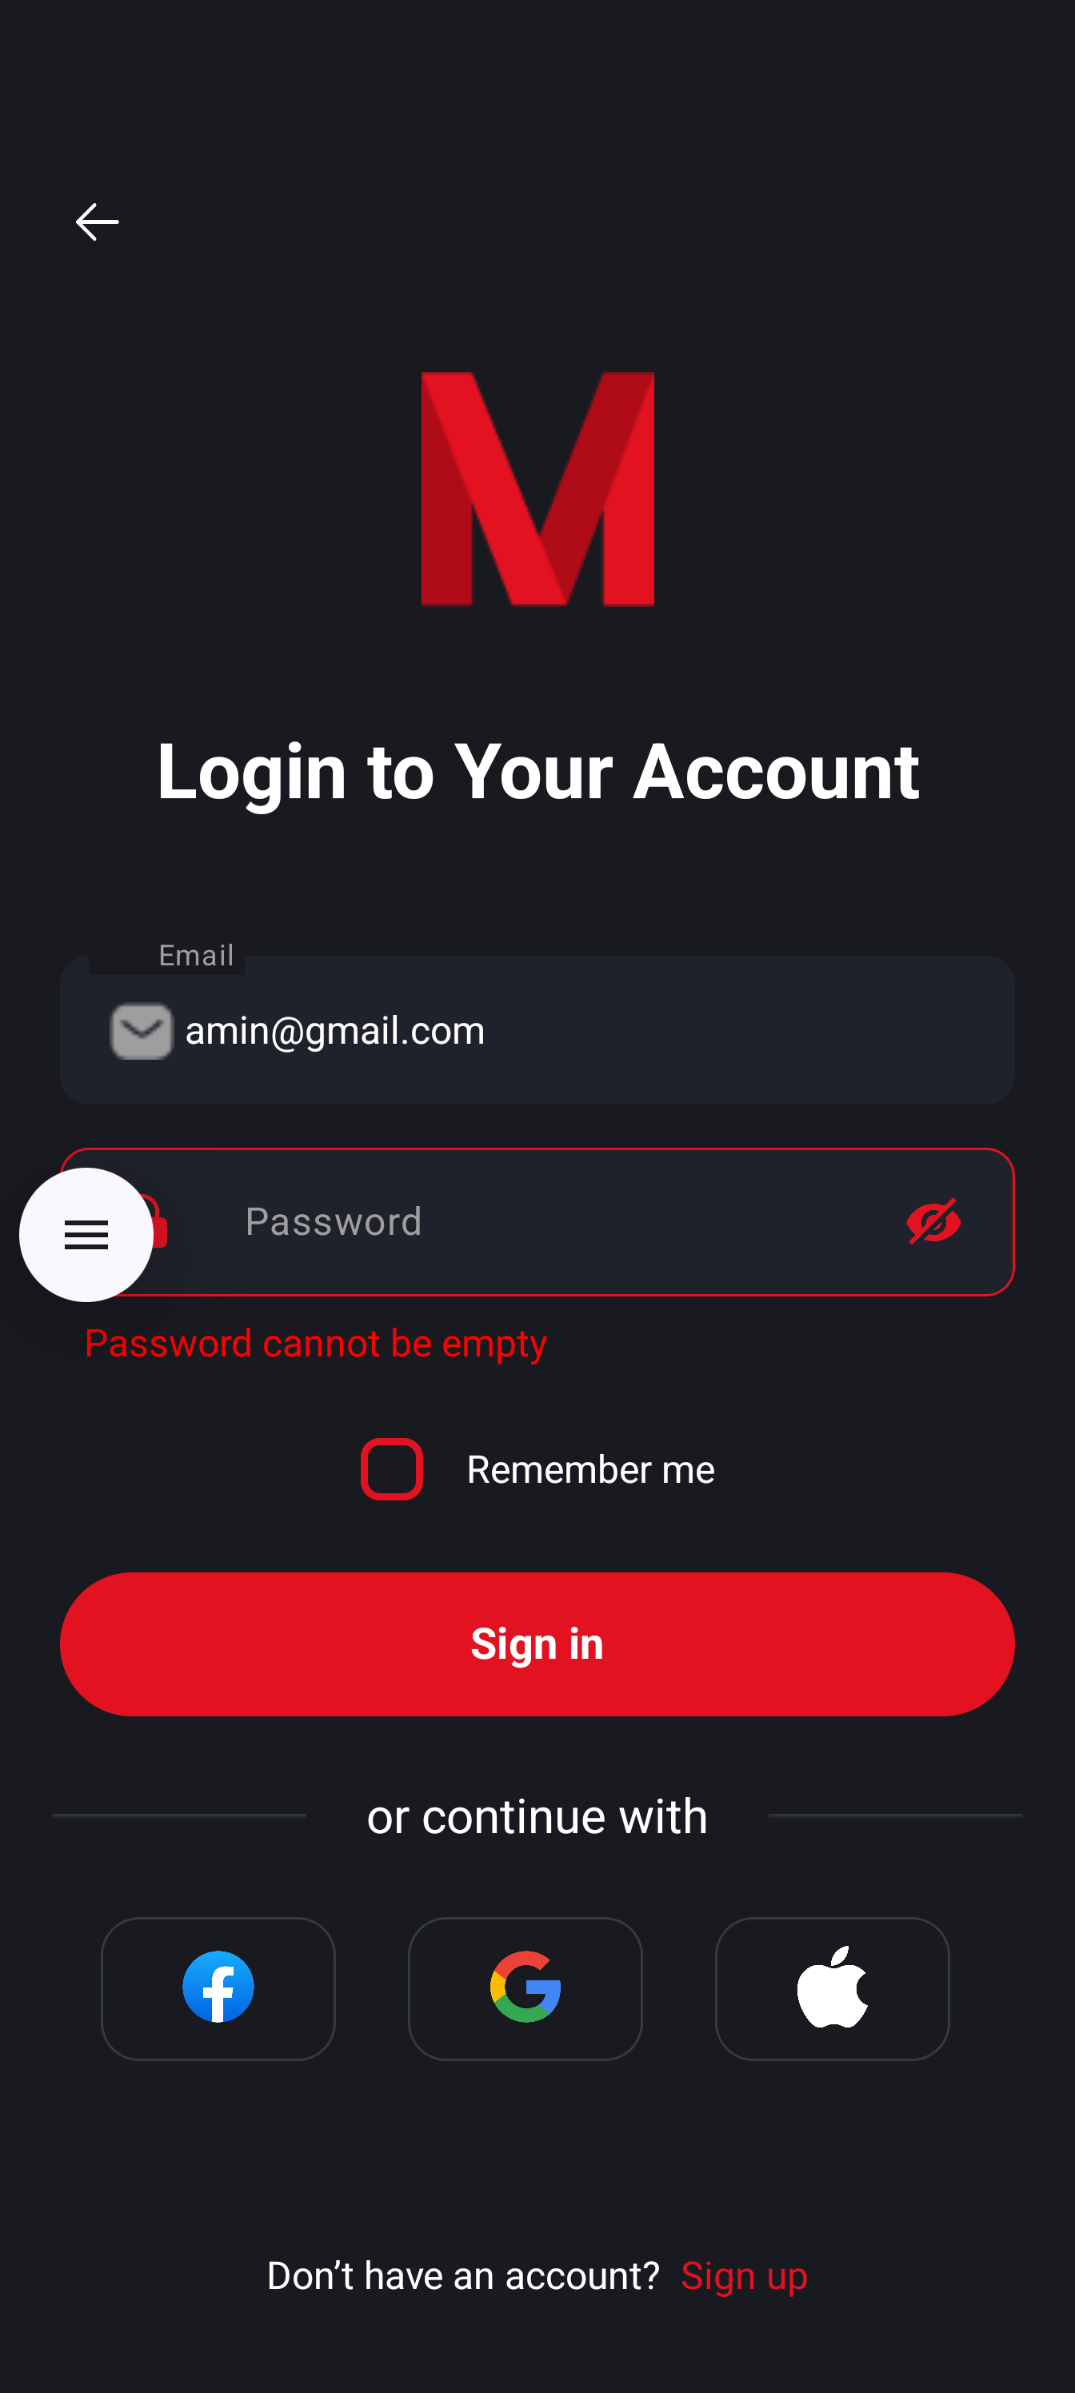 M
Login to Your Account
Email
amin@gmail.com
Password
Password cannot be empty
Remember me
Sign in
or continue with
Don’t have an account? Sign up